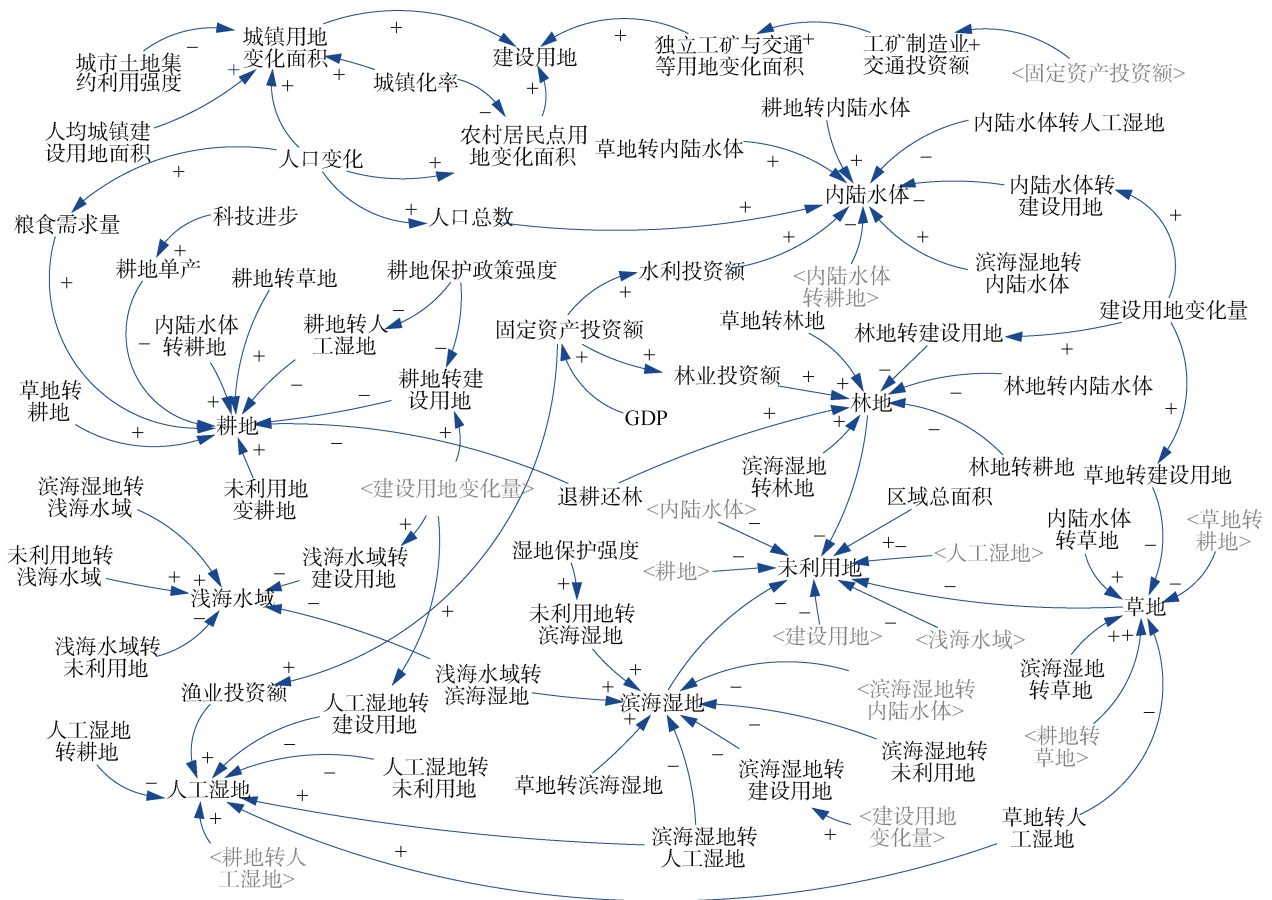 城市土地集
约利用强度
城镇用地
变化面积
建设用地
独立工矿与交通
等用地变化面积
工矿制造业
交通投资额
<固定资产投资额>
城镇化率
人均城镇建
设用地面积
农村居民点用
地变化面积
人口变化
人口总数
粮食需求量
科技进步
耕地单产
耕地转内陆水体
草地转内陆水体
内陆水体转人工湿地
内陆水体
内陆水体转
建设用地
滨海湿地转
内陆水体
<内陆水体
转耕地>
水利投资额
建设用地变化量
耕地转草地
耕地保护政策强度
内陆水体
转耕地
耕地转人
工湿地
固定资产投资额
草地转林地
林地转建设用地
草地转
耕地
耕地转建
设用地
林业投资额
林地转内陆水体
GDP
耕地
林地
滨海湿地
转林地
林地转耕地
草地转建设用地
滨海湿地转
浅海水域
未利用地
变耕地
<建设用地变化量>
退耕还林
<内陆水体>
区域总面积
内陆水体
转草地
<草地转
耕地>
未利用地转
浅海水域
浅海水域转
建设用地
湿地保护强度
<耕地>
未利用地
<人工湿地>
浅海水域
未利用地转
滨海湿地
<建设用地>
<浅海水域>
草地
浅海水域转
未利用地
渔业投资额
浅海水域转
滨海湿地
滨海湿地
<滨海湿地转
内陆水体>
滨海湿地
转草地
人工湿地
转耕地
人工湿地转
建设用地
<耕地转
草地>
人工湿地
人工湿地转
未利用地
草地转滨海湿地
滨海湿地转
建设用地
滨海湿地转
未利用地
<耕地转人
工湿地>
滨海湿地转
人工湿地
<建设用地
变化量>
草地转人
工湿地